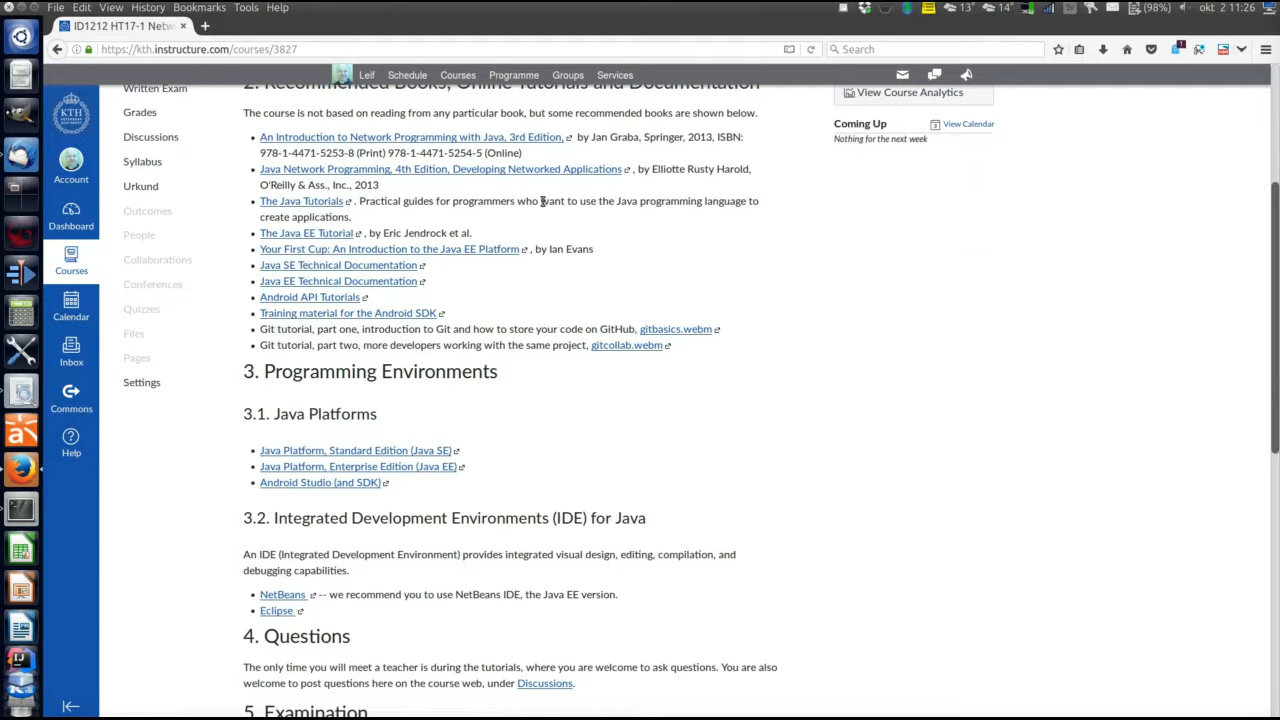 File Edit View History Bookmarks Tools Help
13° 14° (98%) okt 2. 11:26
ID1212 HT17-1 Netw
https://kth.instructure.com/courses/3827
Search
Leif Schedule Courses Programme Groups Services
KTH
Account
Dashboard
Courses
Calendar
Inbox
Commons
Help
Written Exam
Grades
Discussions
Syllabus
Urkund
Outcomes
People
Collaborations
Conferences
Quizzes
Files
Pages
Settings
2. Recommended Books, Online Tutorials and Documentation
The course is not based on reading from any particular book, but some recommended books are shown below.
• An Introduction to Network Programming with Java, 3rd Edition, by Jan Graba, Springer, 2013, ISBN:
978-1-4471-5253-8 (Print) 978-1-4471-5254-5 (Online)
• Java Network Programming, 4th Edition, Developing Networked Applications , by Elliotte Rusty Harold,
O'Reilly & Ass., Inc., 2013
• The Java Tutorials . Practical guides for programmers who want to use the Java programming language to
create applications.
• The Java EE Tutorial , by Eric Jendrock et al.
• Your First Cup: An Introduction to the Java EE Platform , by Ian Evans
• Java SE Technical Documentation
• Java EE Technical Documentation
• Android API Tutorials
• Training material for the Android SDK
• Git tutorial, part one, introduction to Git and how to store your code on GitHub, gitbasics.webm
• Git tutorial, part two, more developers working with the same project, gitcollab.webm
3. Programming Environments
3.1. Java Platforms
• Java Platform, Standard Edition (Java SE)
• Java Platform, Enterprise Edition (Java EE)
• Android Studio (and SDK)
3.2. Integrated Development Environments (IDE) for Java
An IDE (Integrated Development Environment) provides integrated visual design, editing, compilation, and
debugging capabilities.
• NetBeans -- we recommend you to use NetBeans IDE, the Java EE version.
• Eclipse
4. Questions
The only time you will meet a teacher is during the tutorials, where you are welcome to ask questions. You are also
welcome to post questions here on the course web, under Discussions.
5. Examination
View Course Analytics
Coming Up View Calendar
Nothing for the next week